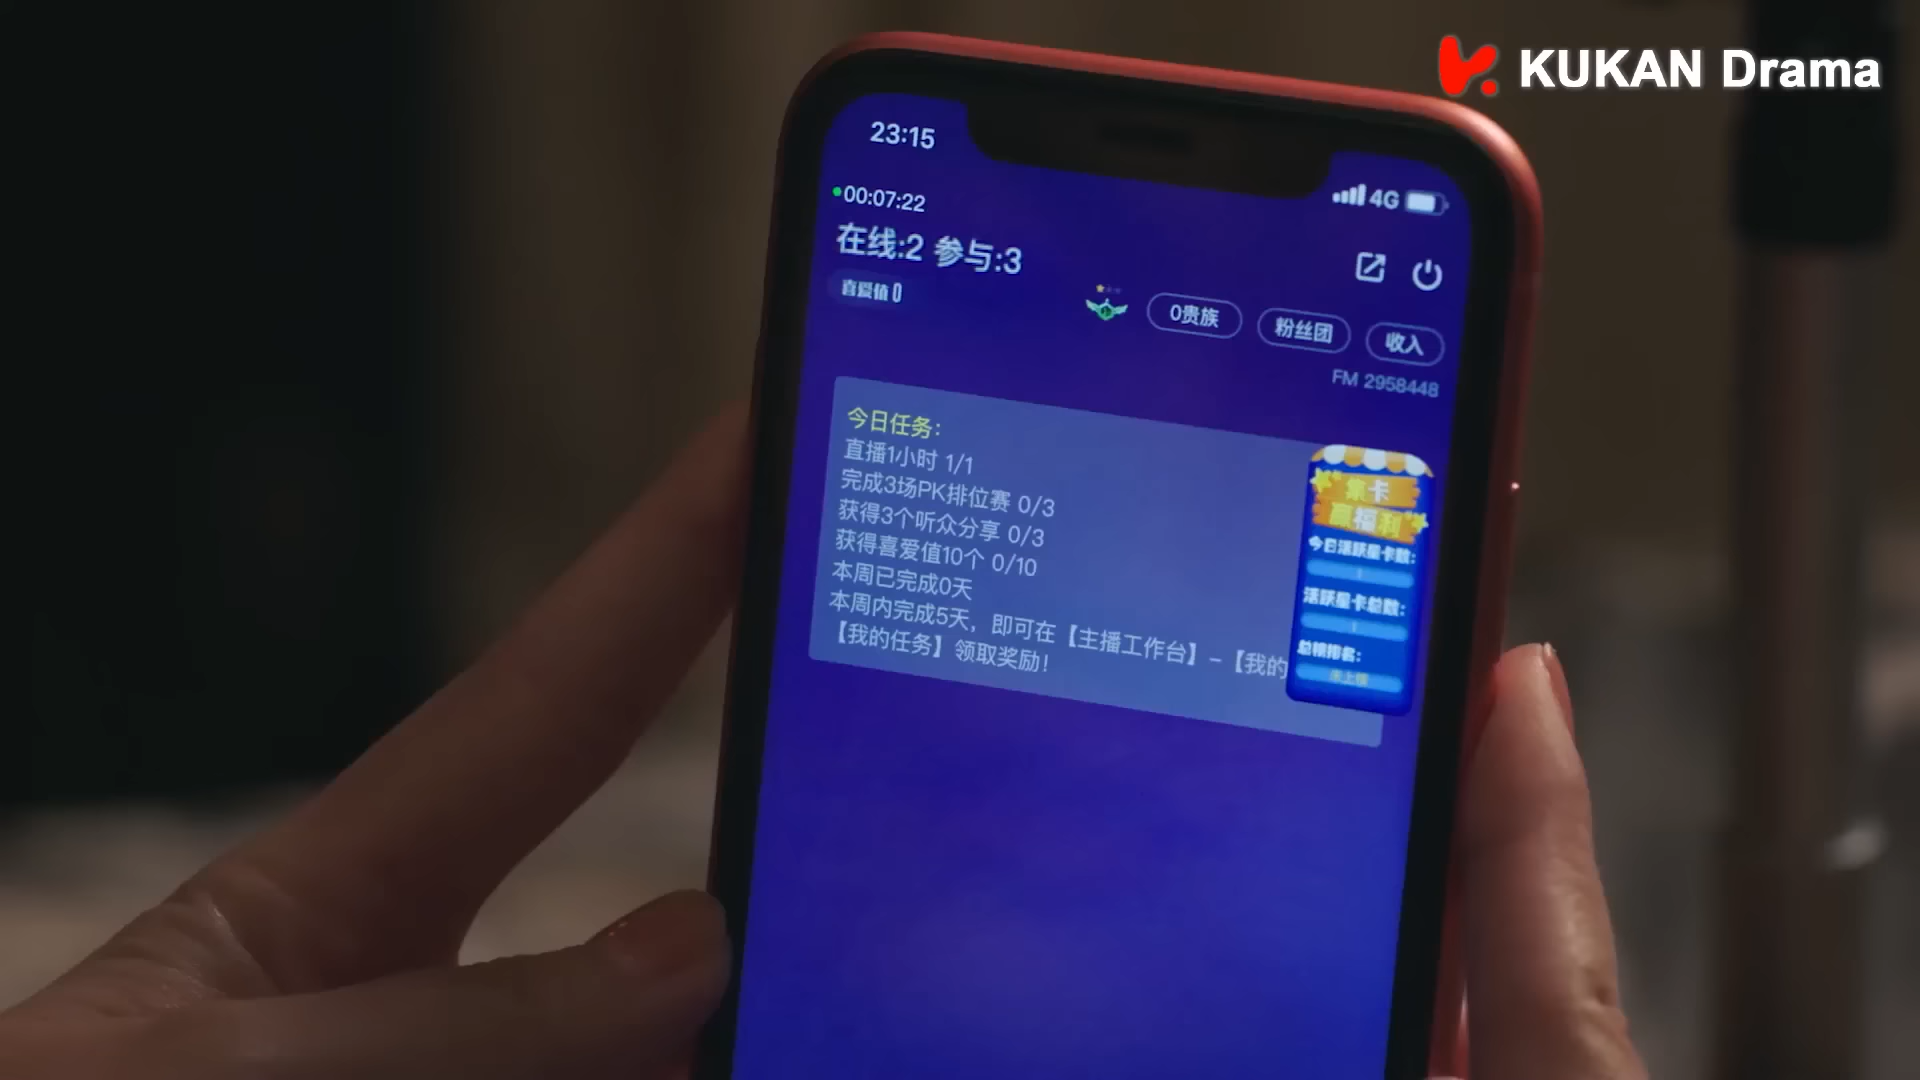 KUKAN Drama
23:15
4G
00:07:22
在线:2 参与:3
喜爱值0
0贵族
粉丝团
收入
FM 2958448
今日任务:
直播1小时 1/1
完成3场PK排位赛 0/3
获得3个听众分享 0/3
获得喜爱值10个 0/10
本周已完成0天
本周内完成5天，即可在【主播工作台】-【我的
【我的任务】领取奖励!
集卡
赢福利
今日活跃星卡数:
1
活跃星卡总数:
1
总榜排名:
未上榜